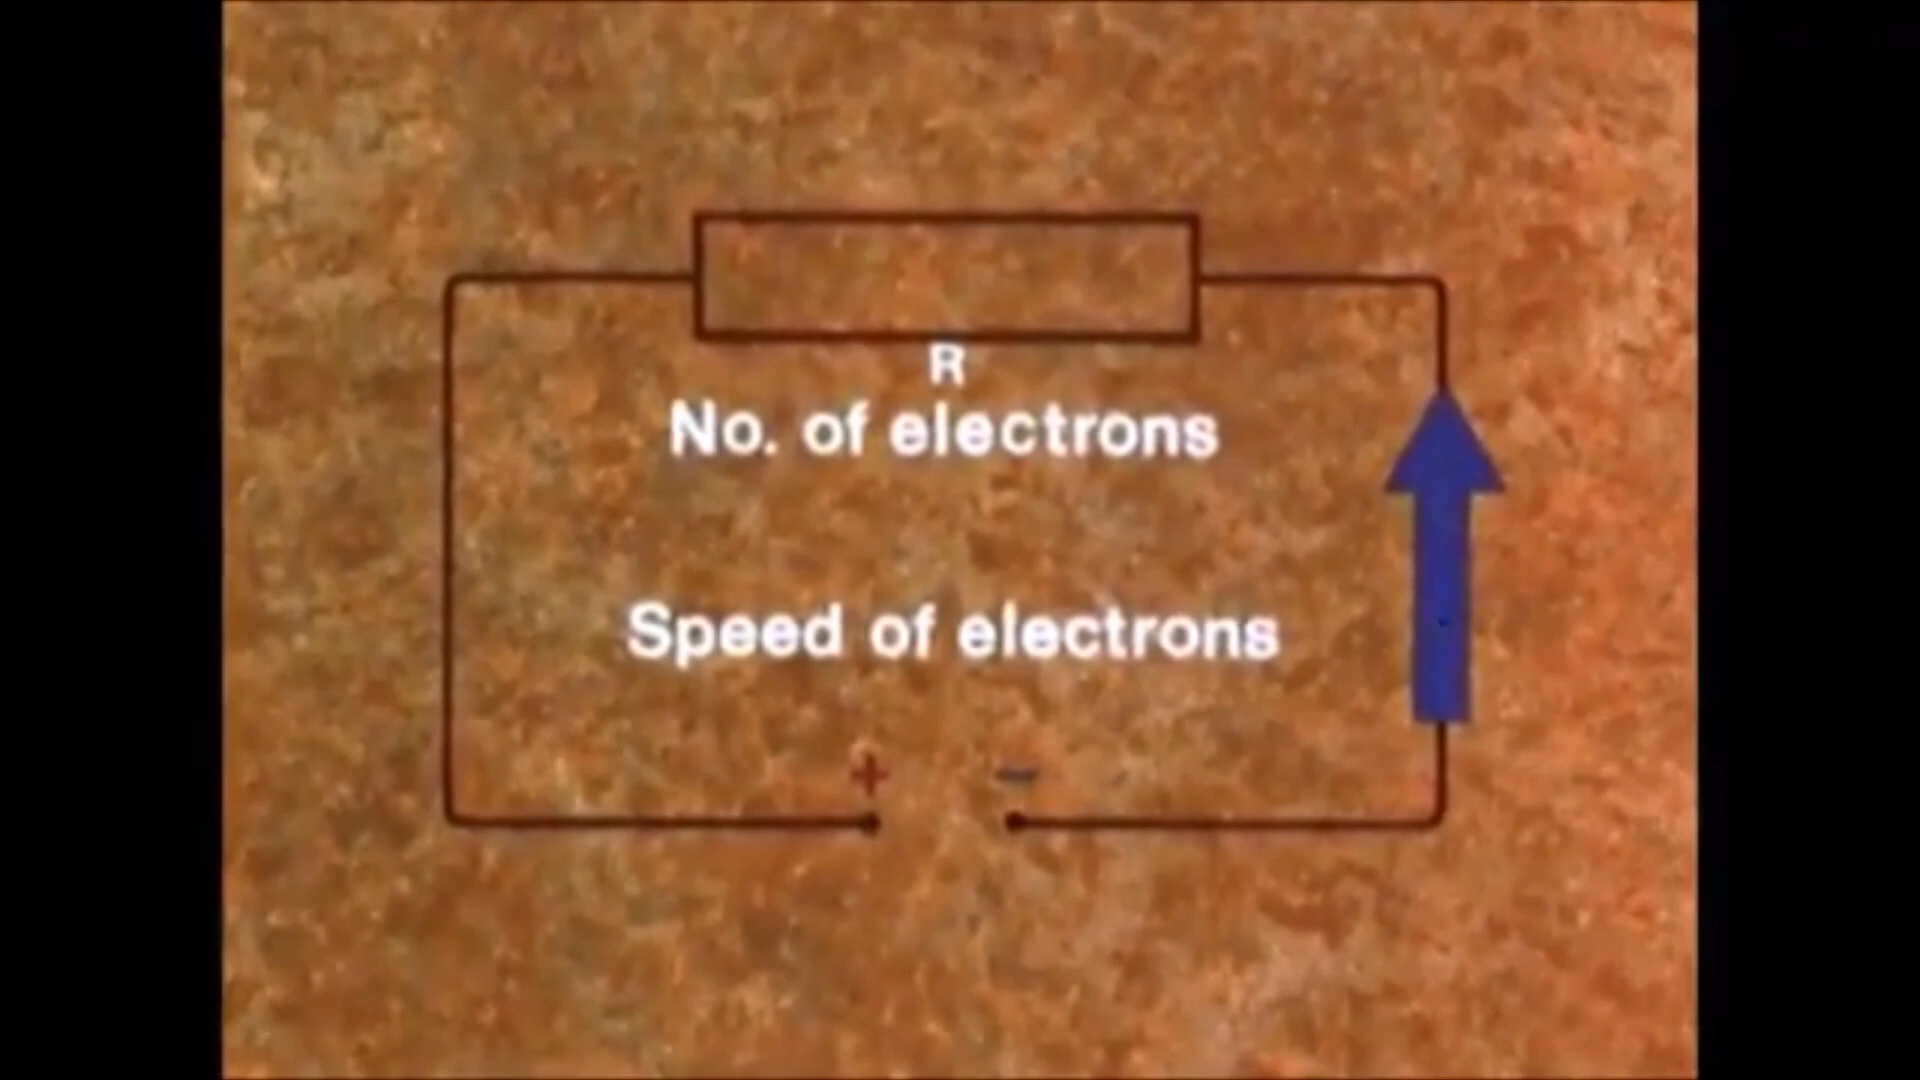 R
No. of electrons
Speed of electrons
+ −